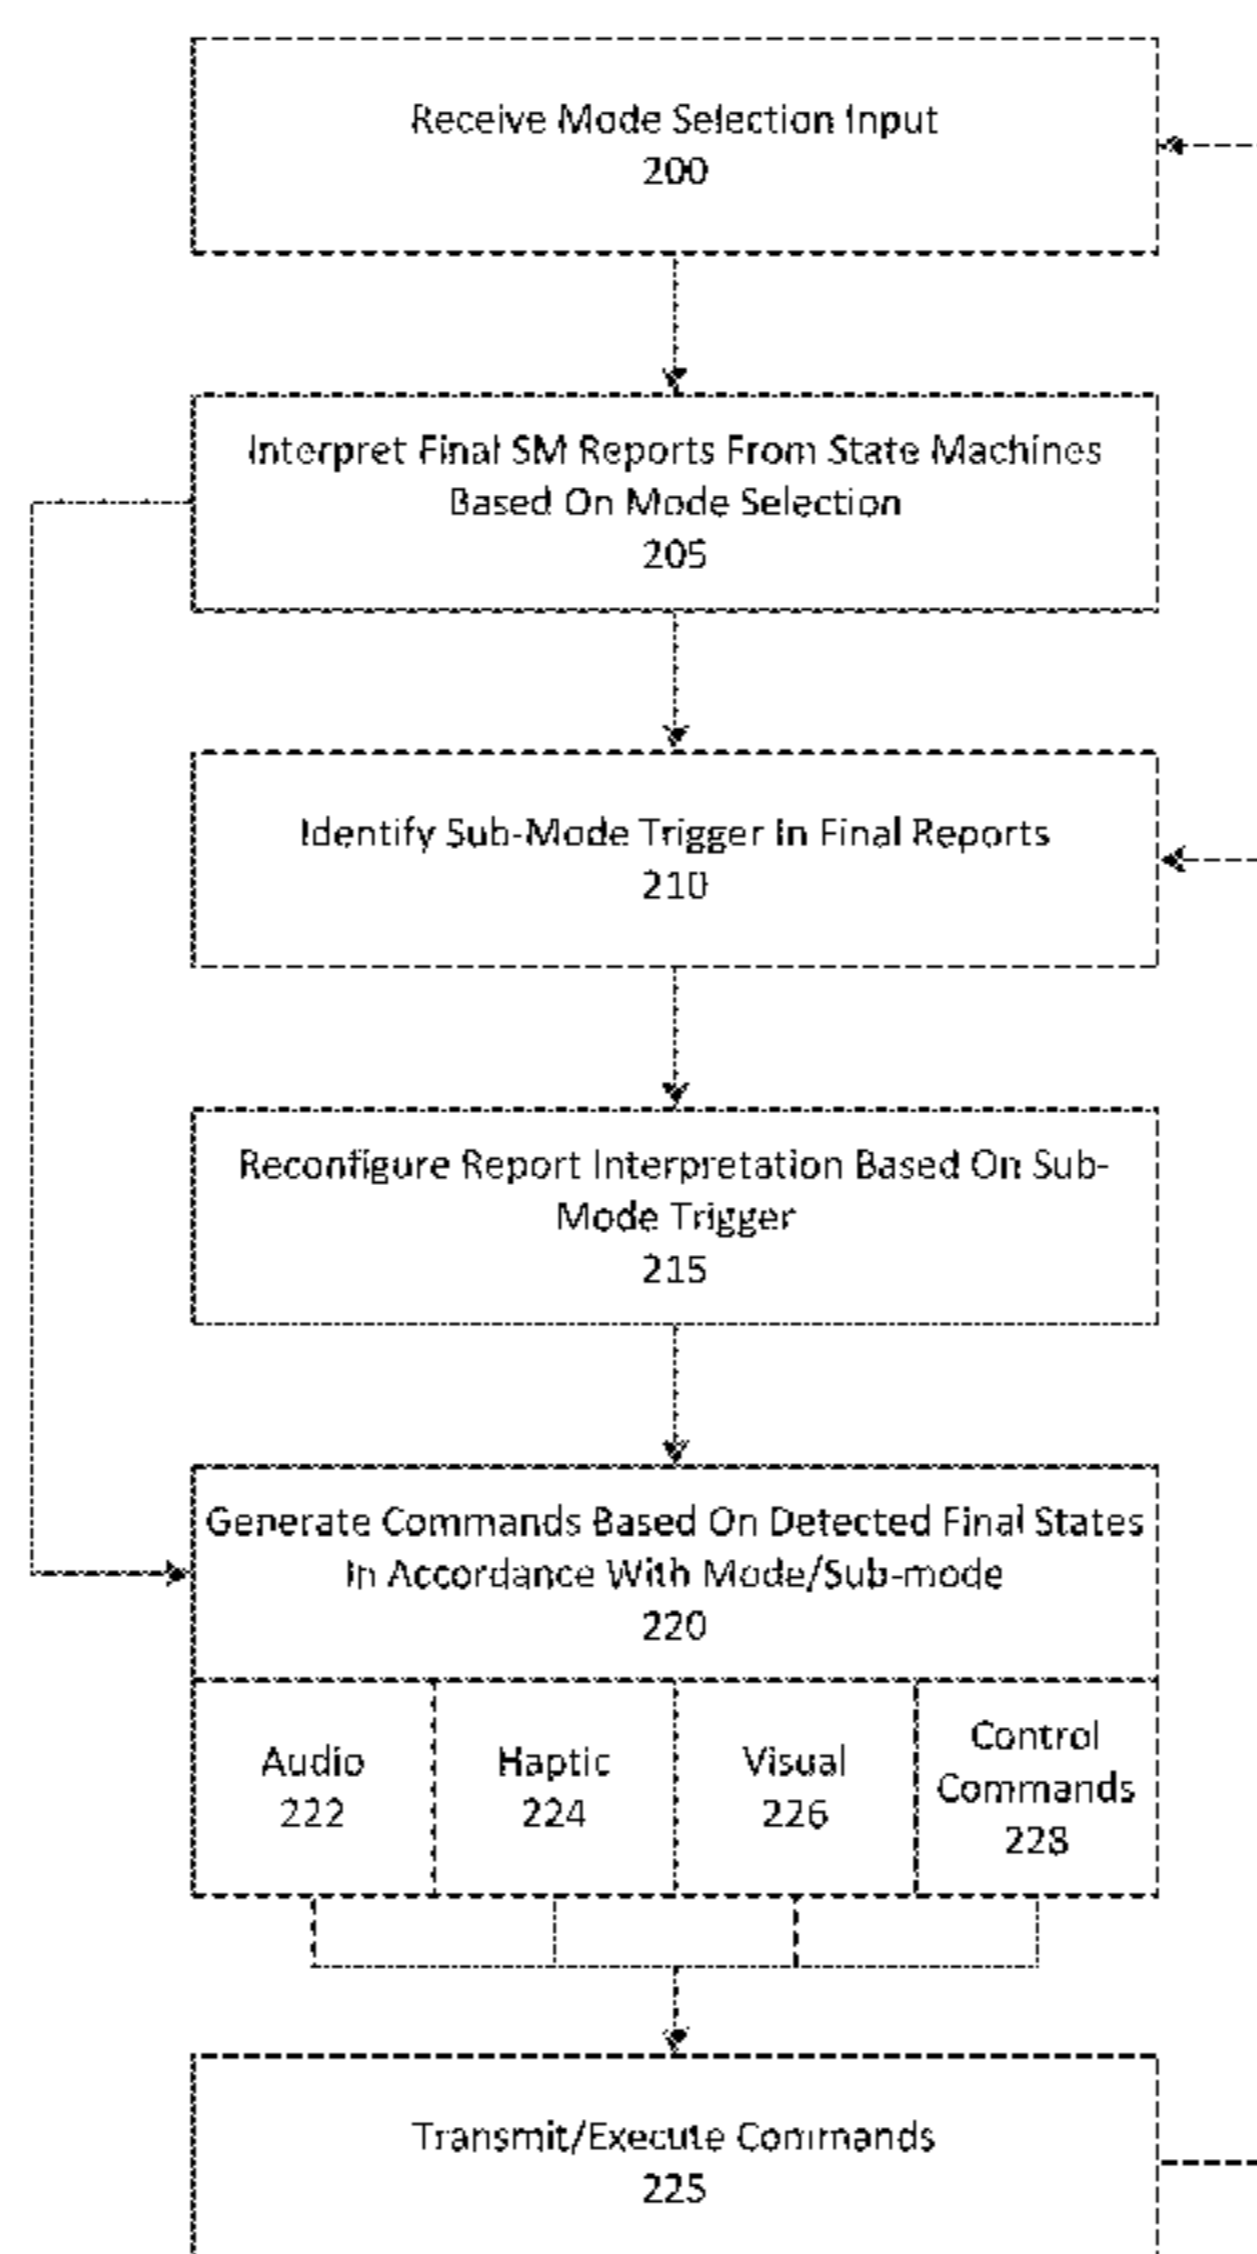 Receive Mode Selection Input
200
Interpret Final SM Reports From State Machines
Based On Mode Selection
205
Identify Sub-Mode Trigger In Final Reports
210
Reconfigure Report Interpretation Based On Sub-
Mode Trigger
215
Generate Commands Based On Detected Final States
In Accordance With Mode/Sub-mode
220
Audio
222
Haptic
224
Visual
226
Control
Commands
228
Transmit/Execute Commands
225